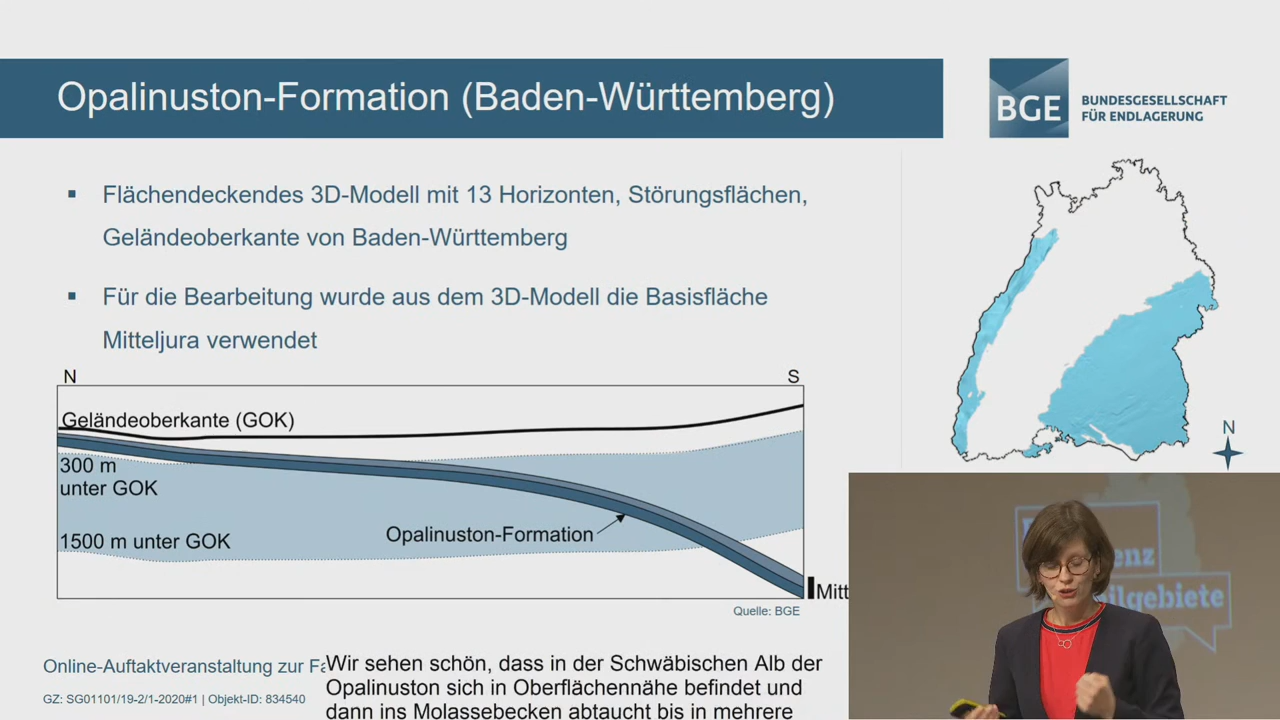 Opalinuston-Formation (Baden-Württemberg)
BGE
BUNDESGESELLSCHAFT
FÜR ENDLAGERUNG
▪ Flächendeckendes 3D-Modell mit 13 Horizonten, Störungsflächen,
Geländeoberkante von Baden-Württemberg
▪ Für die Bearbeitung wurde aus dem 3D-Modell die Basisfläche
Mitteljura verwendet
N
S
Geländeoberkante (GOK)
300 m
unter GOK
1500 m unter GOK
Opalinuston-Formation
Mitt
Quelle: BGE
N
enz
ilgebiete
Online-Auftaktveranstaltung zur Fa
GZ: SG01101/19-2/1-2020#1 | Objekt-ID: 834540
Wir sehen schön, dass in der Schwäbischen Alb der
Opalinuston sich in Oberflächennähe befindet und
dann ins Molassebecken abtaucht bis in mehrere